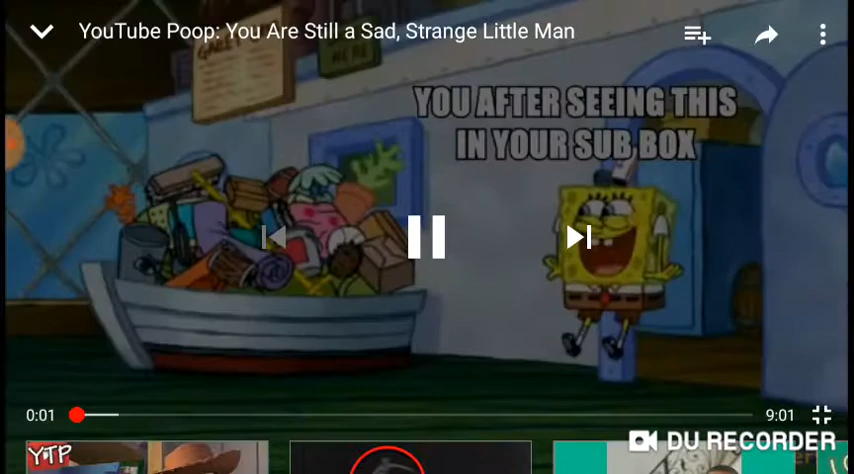 YouTube Poop: You Are Still a Sad, Strange Little Man
YOU AFTER SEEING THIS
IN YOUR SUB BOX
0:01
9:01
DU RECORDER
YTP